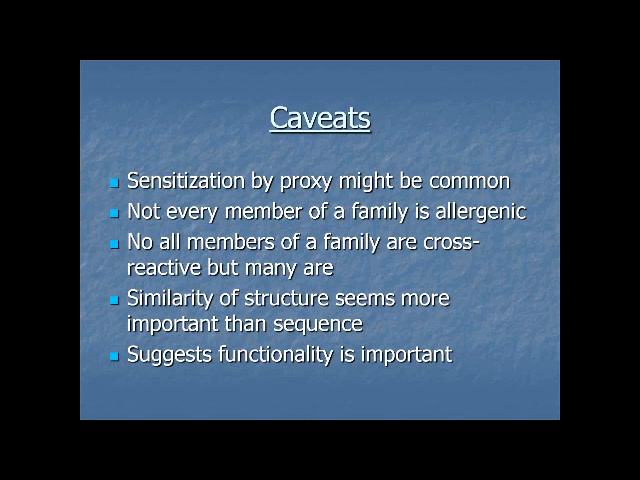 Caveats
Sensitization by proxy might be common
Not every member of a family is allergenic
No all members of a family are cross-
reactive but many are
Similarity of structure seems more
important than sequence
Suggests functionality is important